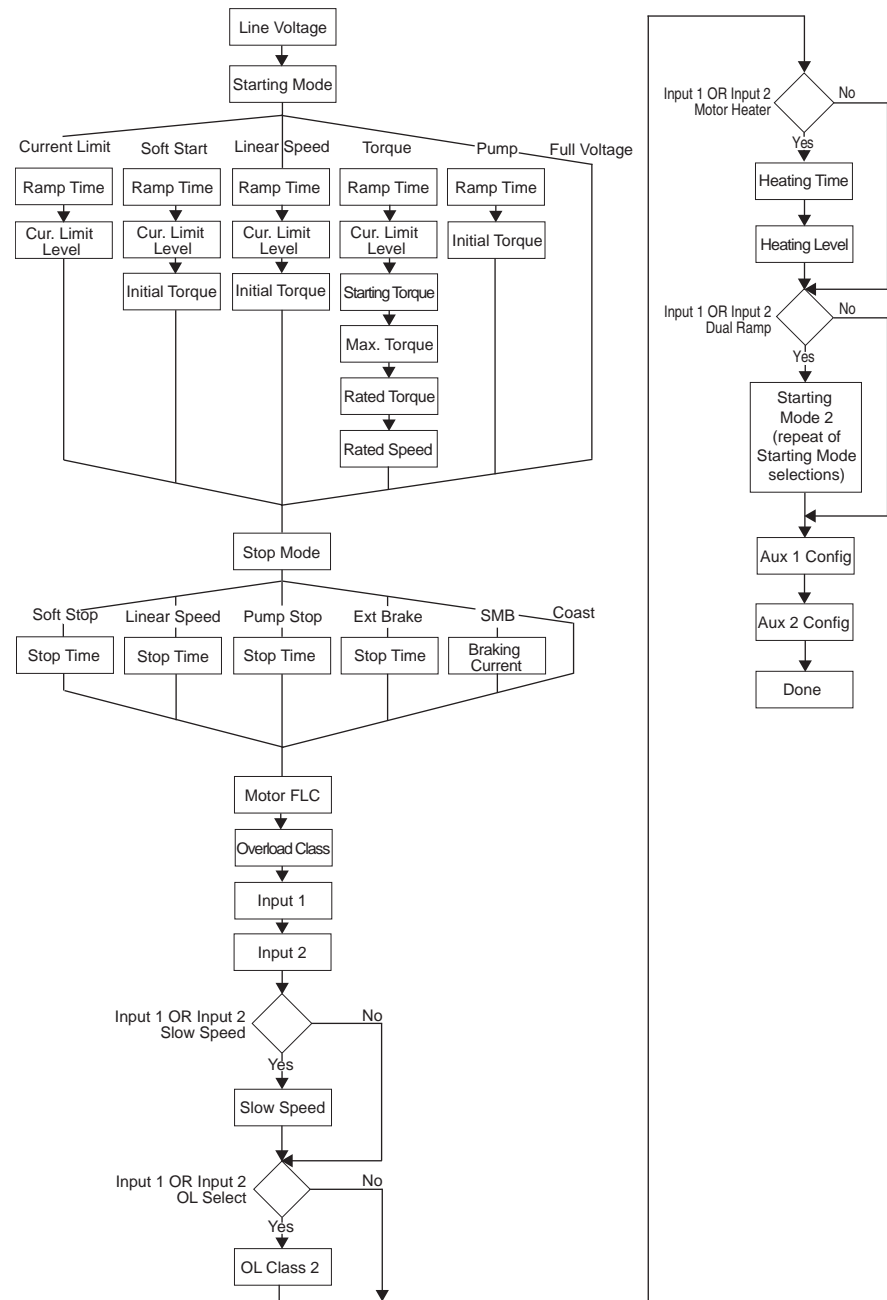 Line Voltage
Starting Mode
Current Limit
Soft Start
Linear Speed
Torque
Pump
Full Voltage
Ramp Time
Ramp Time
Ramp Time
Ramp Time
Ramp Time
Cur. Limit
Level
Cur. Limit
Level
Cur. Limit
Level
Cur. Limit
Level
Initial Torque
Initial Torque
Initial Torque
Starting Torque
Max. Torque
Rated Torque
Rated Speed
Stop Mode
Soft Stop
Linear Speed
Pump Stop
Ext Brake
SMB
Coast
Stop Time
Stop Time
Stop Time
Stop Time
Braking
Current
Motor FLC
Overload Class
Input 1
Input 2
Input 1 OR Input 2
Slow Speed
No
Yes
Slow Speed
Input 1 OR Input 2
OL Select
No
Yes
OL Class 2
Input 1 OR Input 2
Motor Heater
No
Yes
Heating Time
Heating Level
Input 1 OR Input 2
Dual Ramp
No
Yes
Starting
Mode 2
(repeat of
Starting Mode
selections)
Aux 1 Config
Aux 2 Config
Done